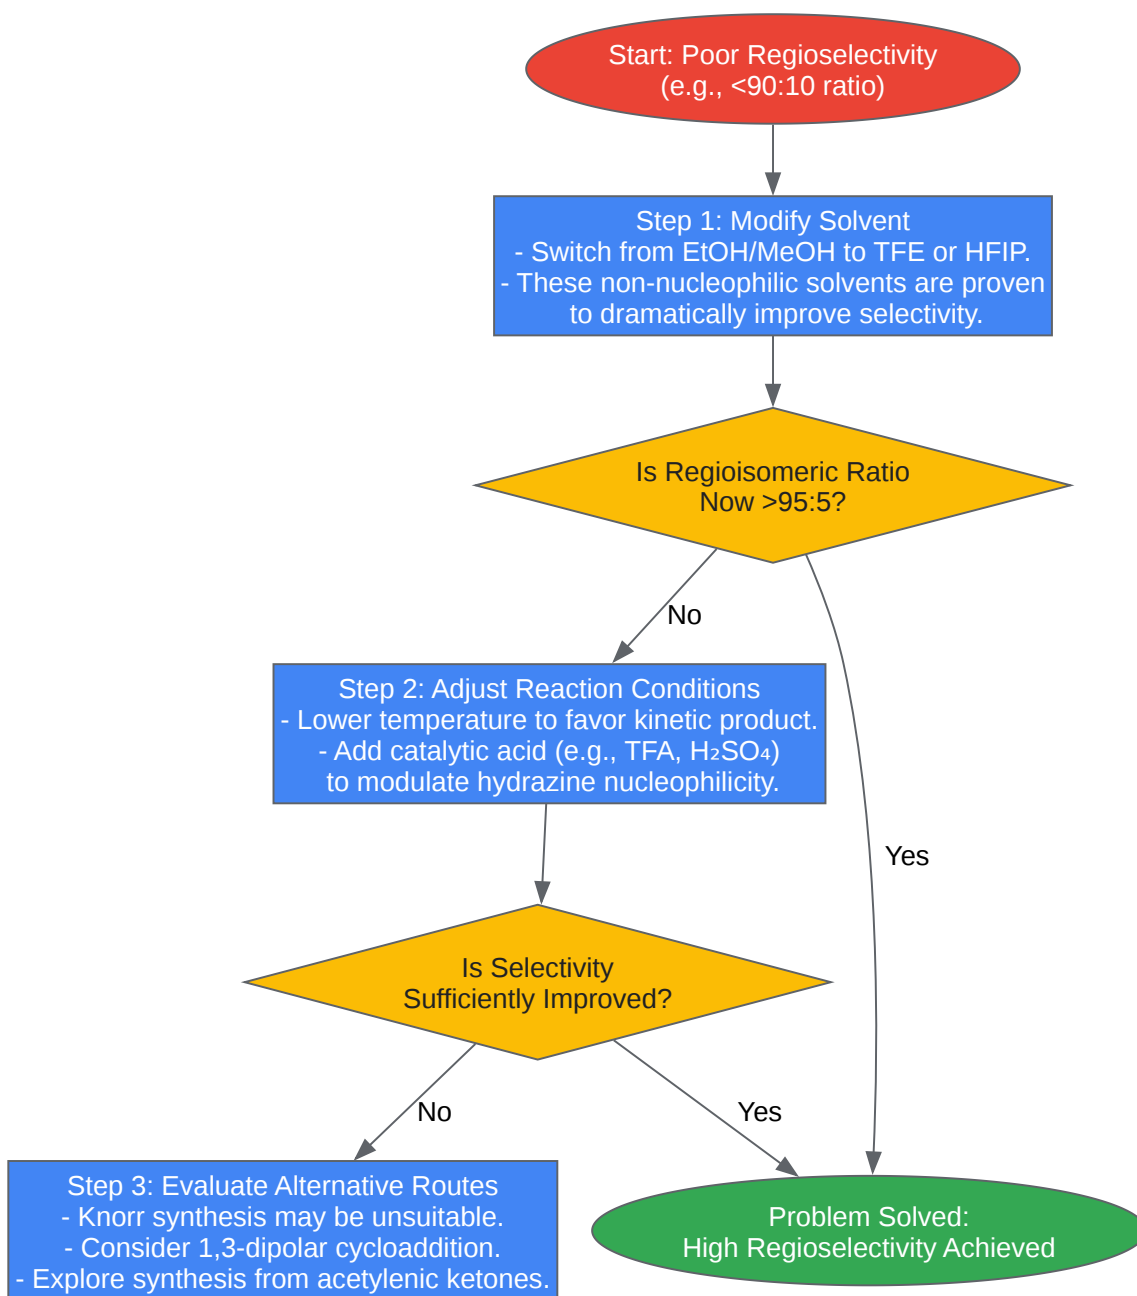 Start: Poor Regioselectivity
(e.g., <90:10 ratio)
Step 1: Modify Solvent
- Switch from EtOH/MeOH to TFE or HFIP.
- These non-nucleophilic solvents are proven
to dramatically improve selectivity.
Is Regioisomeric Ratio
Now >95:5?
No
Step 2: Adjust Reaction Conditions
- Lower temperature to favor kinetic product.
- Add catalytic acid (e.g., TFA, H₂SO₄)
to modulate hydrazine nucleophilicity.
Yes
Is Selectivity
Sufficiently Improved?
No
Yes
Step 3: Evaluate Alternative Routes
- Knorr synthesis may be unsuitable.
- Consider 1,3-dipolar cycloaddition.
- Explore synthesis from acetylenic ketones.
Problem Solved:
High Regioselectivity Achieved